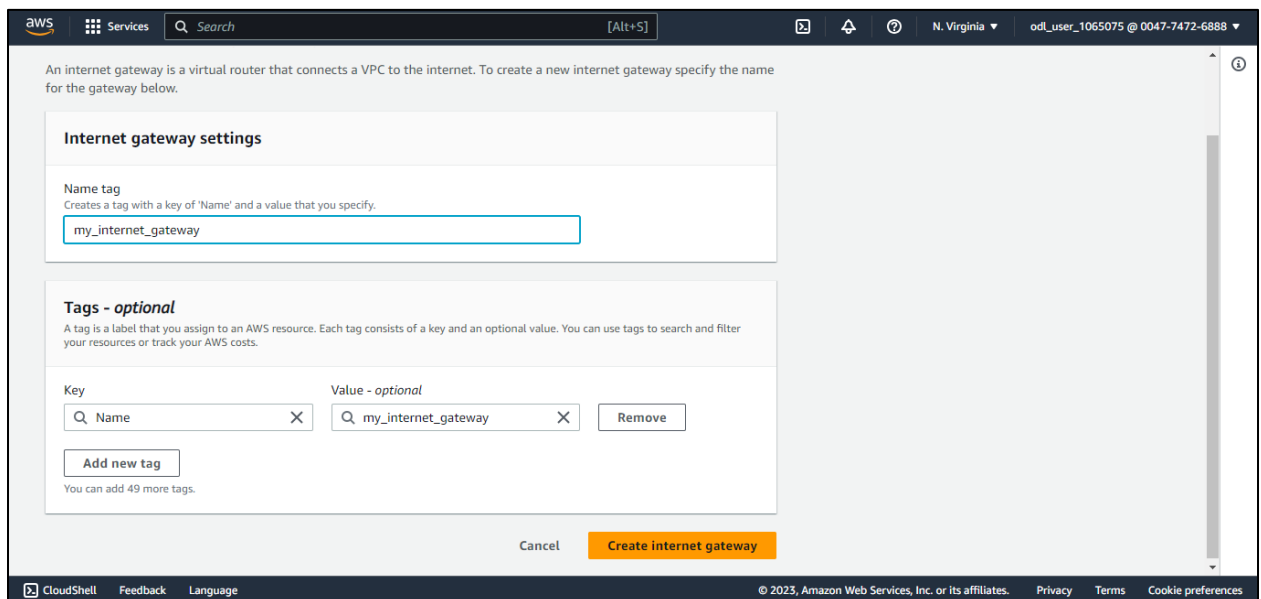 aws
Services
Search
[Alt+S]
N. Virginia
odl_user_1065075 @ 0047-7472-6888
An internet gateway is a virtual router that connects a VPC to the internet. To create a new internet gateway specify the name
for the gateway below.
Internet gateway settings
Name tag
Creates a tag with a key of 'Name' and a value that you specify.
my_internet_gateway
Tags - optional
A tag is a label that you assign to an AWS resource. Each tag consists of a key and an optional value. You can use tags to search and filter
your resources or track your AWS costs.
Key
Value - optional
Name
my_internet_gateway
Remove
Add new tag
You can add 49 more tags.
Cancel
Create internet gateway
CloudShell
Feedback
Language
© 2023, Amazon Web Services, Inc. or its affiliates.
Privacy
Terms
Cookie preferences